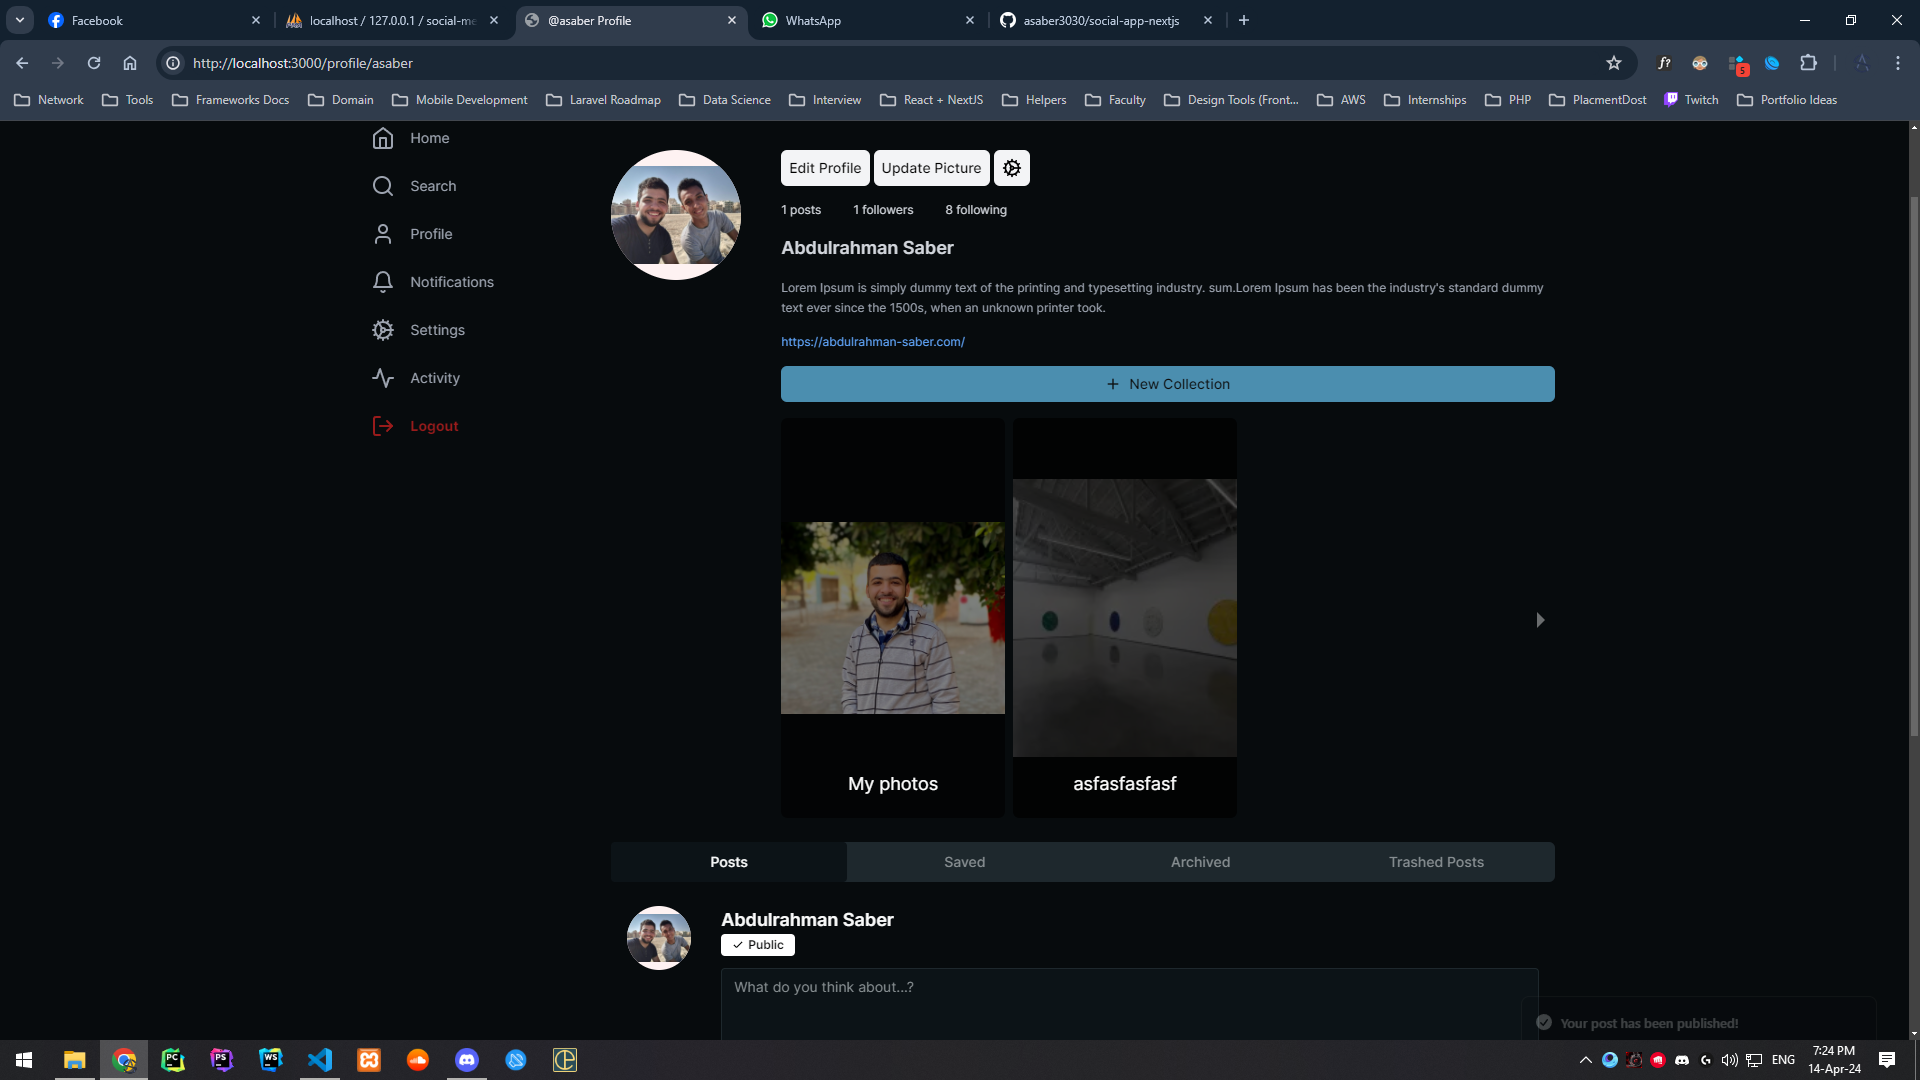 Facebook
localhost / 127.0.0.1 / social-me
@asaber Profile
WhatsApp
asaber3030/social-app-nextjs
http://localhost:3000/profile/asaber
f?
5
Network
Tools
Frameworks Docs
Domain
Mobile Development
Laravel Roadmap
Data Science
Interview
React + NextJS
Helpers
Faculty
Design Tools (Front...
AWS
Internships
PHP
PlacmentDost
Twitch
Portfolio Ideas
Home
Search
Profile
Notifications
Settings
Activity
Logout
Edit Profile
Update Picture
1 posts
1 followers
8 following
Abdulrahman Saber
Lorem Ipsum is simply dummy text of the printing and typesetting industry. sum.Lorem Ipsum has been the industry's standard dummy
text ever since the 1500s, when an unknown printer took.
https://abdulrahman-saber.com/
New Collection
My photos
asfasfasfasf
Posts
Saved
Archived
Trashed Posts
Abdulrahman Saber
Public
What do you think about...?
Your post has been published!
PC
PS
WS
ENG
7:24 PM
14-Apr-24